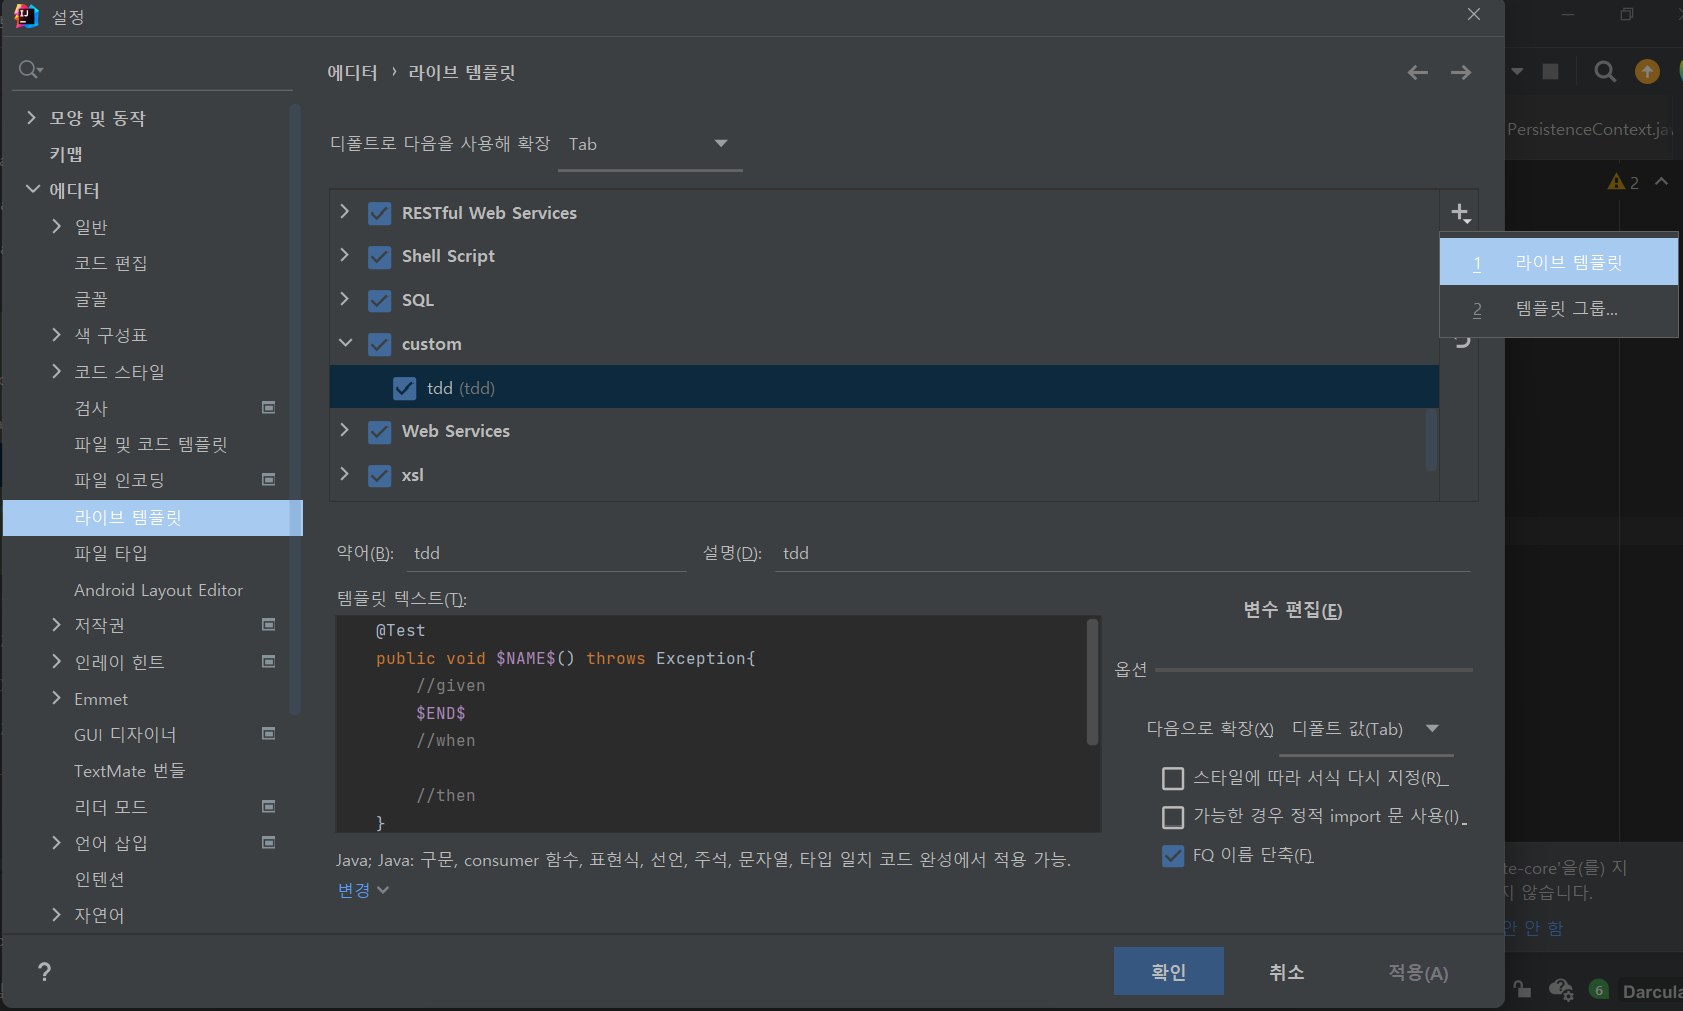 설정
에디터 › 라이브 템플릿
모양 및 동작
키맵
에디터
일반
코드 편집
글꼴
색 구성표
코드 스타일
검사
파일 및 코드 템플릿
파일 인코딩
라이브 템플릿
파일 타입
Android Layout Editor
저작권
인레이 힌트
Emmet
GUI 디자이너
TextMate 번들
리더 모드
언어 삽입
인텐션
자연어
디폴트로 다음을 사용해 확장 Tab
RESTful Web Services
Shell Script
SQL
custom
tdd (tdd)
Web Services
xsl
1 라이브 템플릿
2 템플릿 그룹...
약어(B): tdd 설명(D): tdd
템플릿 텍스트(T):
@Test
public void $NAME$() throws Exception{
//given
$END$
//when
//then
}
변수 편집(E)
옵션
다음으로 확장(X) 디폴트 값(Tab)
스타일에 따라 서식 다시 지정(R)
가능한 경우 정적 import 문 사용(I)
FQ 이름 단축(F)
Java; Java: 구문, consumer 함수, 표현식, 선언, 주석, 문자열, 타입 일치 코드 완성에서 적용 가능.
변경
?
확인
취소
적용(A)
PersistenceContext.ja
2
te-core'을(를) 지
않습니다.
안 함
6
Darcula